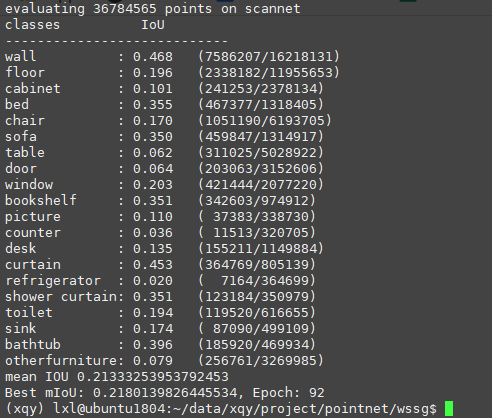 evaluating 36784565 points on scannet
classes          IoU
----------------------------
wall          : 0.468   (7586207/16218131)
floor         : 0.196   (2338182/11955653)
cabinet       : 0.101   (241253/2378134)
bed           : 0.355   (467377/1318405)
chair         : 0.170   (1051190/6193705)
sofa          : 0.350   (459847/1314917)
table         : 0.062   (311025/5028922)
door          : 0.064   (203063/3152606)
window        : 0.203   (421444/2077220)
bookshelf     : 0.351   (342603/974912)
picture       : 0.110   ( 37383/338730)
counter       : 0.036   ( 11513/320705)
desk          : 0.135   (155211/1149884)
curtain       : 0.453   (364769/805139)
refrigerator  : 0.020   (  7164/364699)
shower curtain: 0.351   (123184/350979)
toilet        : 0.194   (119520/616655)
sink          : 0.174   ( 87090/499109)
bathtub       : 0.396   (185920/469934)
otherfurniture: 0.079   (256761/3269985)
mean IOU 0.21333253953792453
Best mIoU: 0.2180139826445534, Epoch: 92
(xqy) lxl@ubuntu1804:~/data/xqy/project/pointnet/wssg$